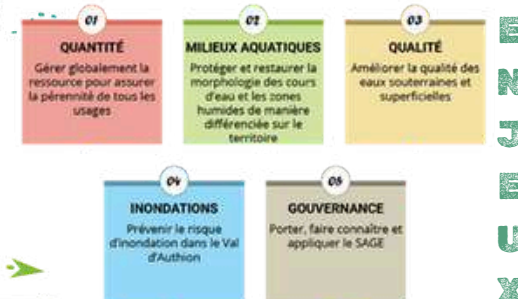 01
QUANTITÉ
Gérer globalement la
ressource pour assurer
la pérennité de tous les
usages
02
MILIEUX AQUATIQUES
Protéger et restaurer la
morphologie des cours
d'eau et les zones
humides de manière
différenciée sur le
territoire
03
QUALITÉ
Améliorer la qualité des
eaux souterraines et
superficielles
04
INONDATIONS
Prévenir le risque
d'inondation dans le Val
d'Authion
05
GOUVERNANCE
Porter, faire connaître et
appliquer le SAGE
E
N
J
E
U
X